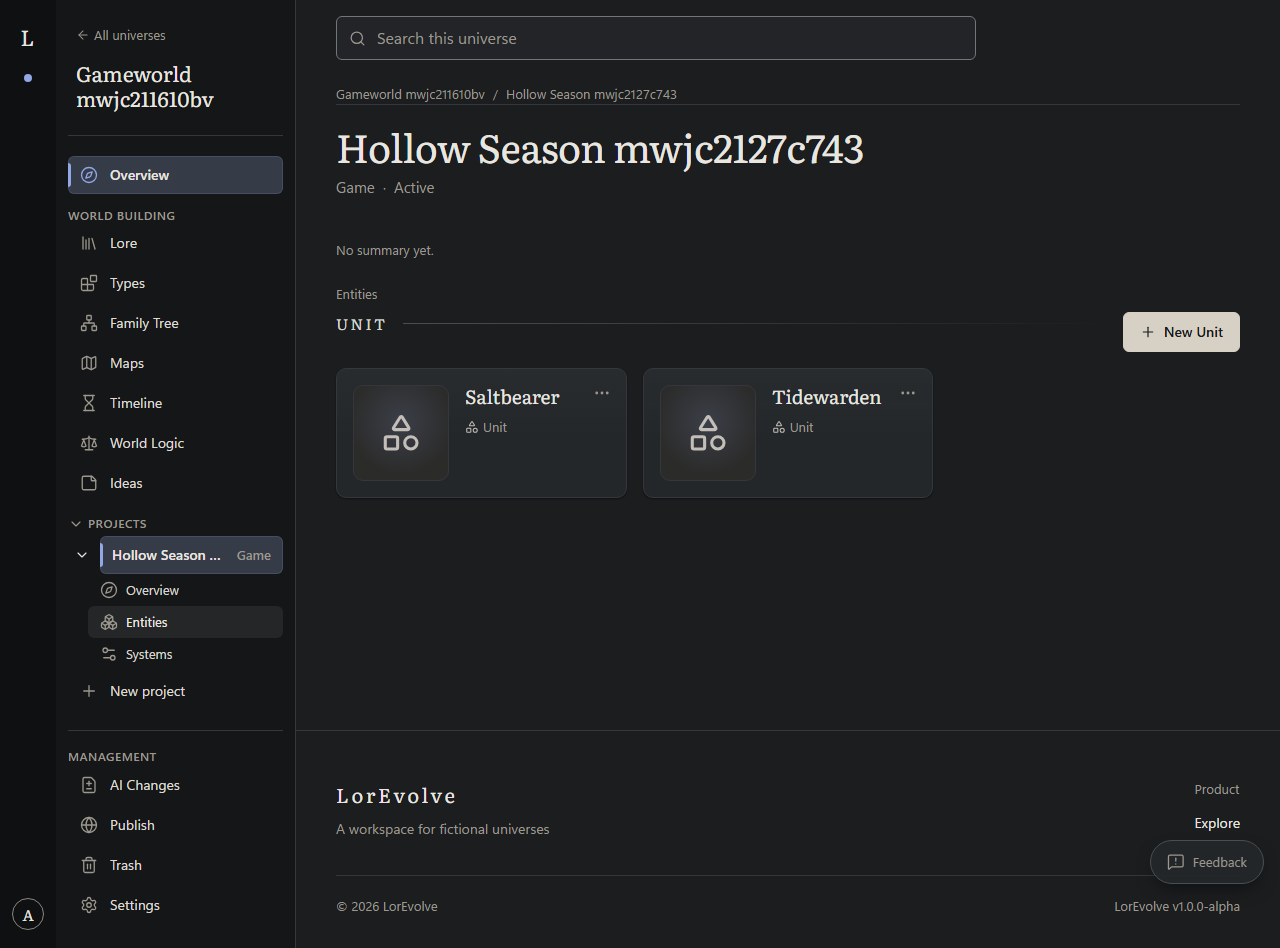 L
All universes
Gameworld
mwjc211610bv
Overview
WORLD BUILDING
Lore
Types
Family Tree
Maps
Timeline
World Logic
Ideas
PROJECTS
Hollow Season ... Game
Overview
Entities
Systems
New project
MANAGEMENT
AI Changes
Publish
Trash
Settings
A
Search this universe
Gameworld mwjc211610bv / Hollow Season mwjc2127c743
Hollow Season mwjc2127c743
Game · Active
No summary yet.
Entities
UNIT
New Unit
Saltbearer
Unit
Tidewarden
Unit
LorEvolve
A workspace for fictional universes
Product
Explore
Feedback
© 2026 LorEvolve
LorEvolve v1.0.0-alpha